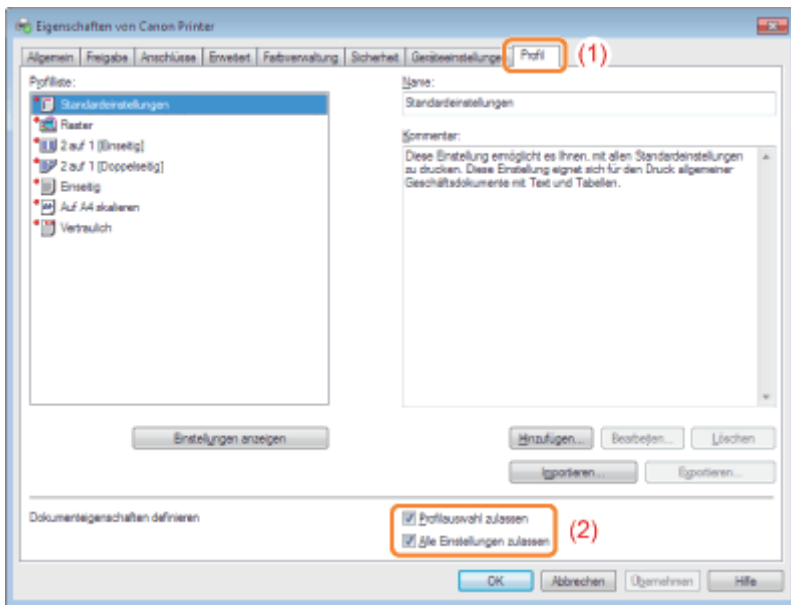 Eigenschaften von Canon Printer
Allgemein Freigabe Anschlüsse Erweitert Farbverwaltung Sicherheit Geräteeinstellungen Profil (1)
Profilliste:
Standardeinstellungen
Raster
2 auf 1 [Einseitig]
2 auf 1 [Doppelseitig]
Einseitig
Auf A4 skalieren
Vertraulich
Einstellungen anzeigen
Name:
Standardeinstellungen
Kommentar:
Diese Einstellung ermöglicht es Ihnen, mit allen Standardeinstellungen
zu drucken. Diese Einstellung eignet sich für den Druck allgemeiner
Geschäftsdokumente mit Text und Tabellen.
Hinzufügen... Bearbeiten... Löschen
Importieren... Exportieren...
Dokumenteigenschaften definieren
Profilauswahl zulassen
Alle Einstellungen zulassen
(2)
OK Abbrechen Übernehmen Hilfe